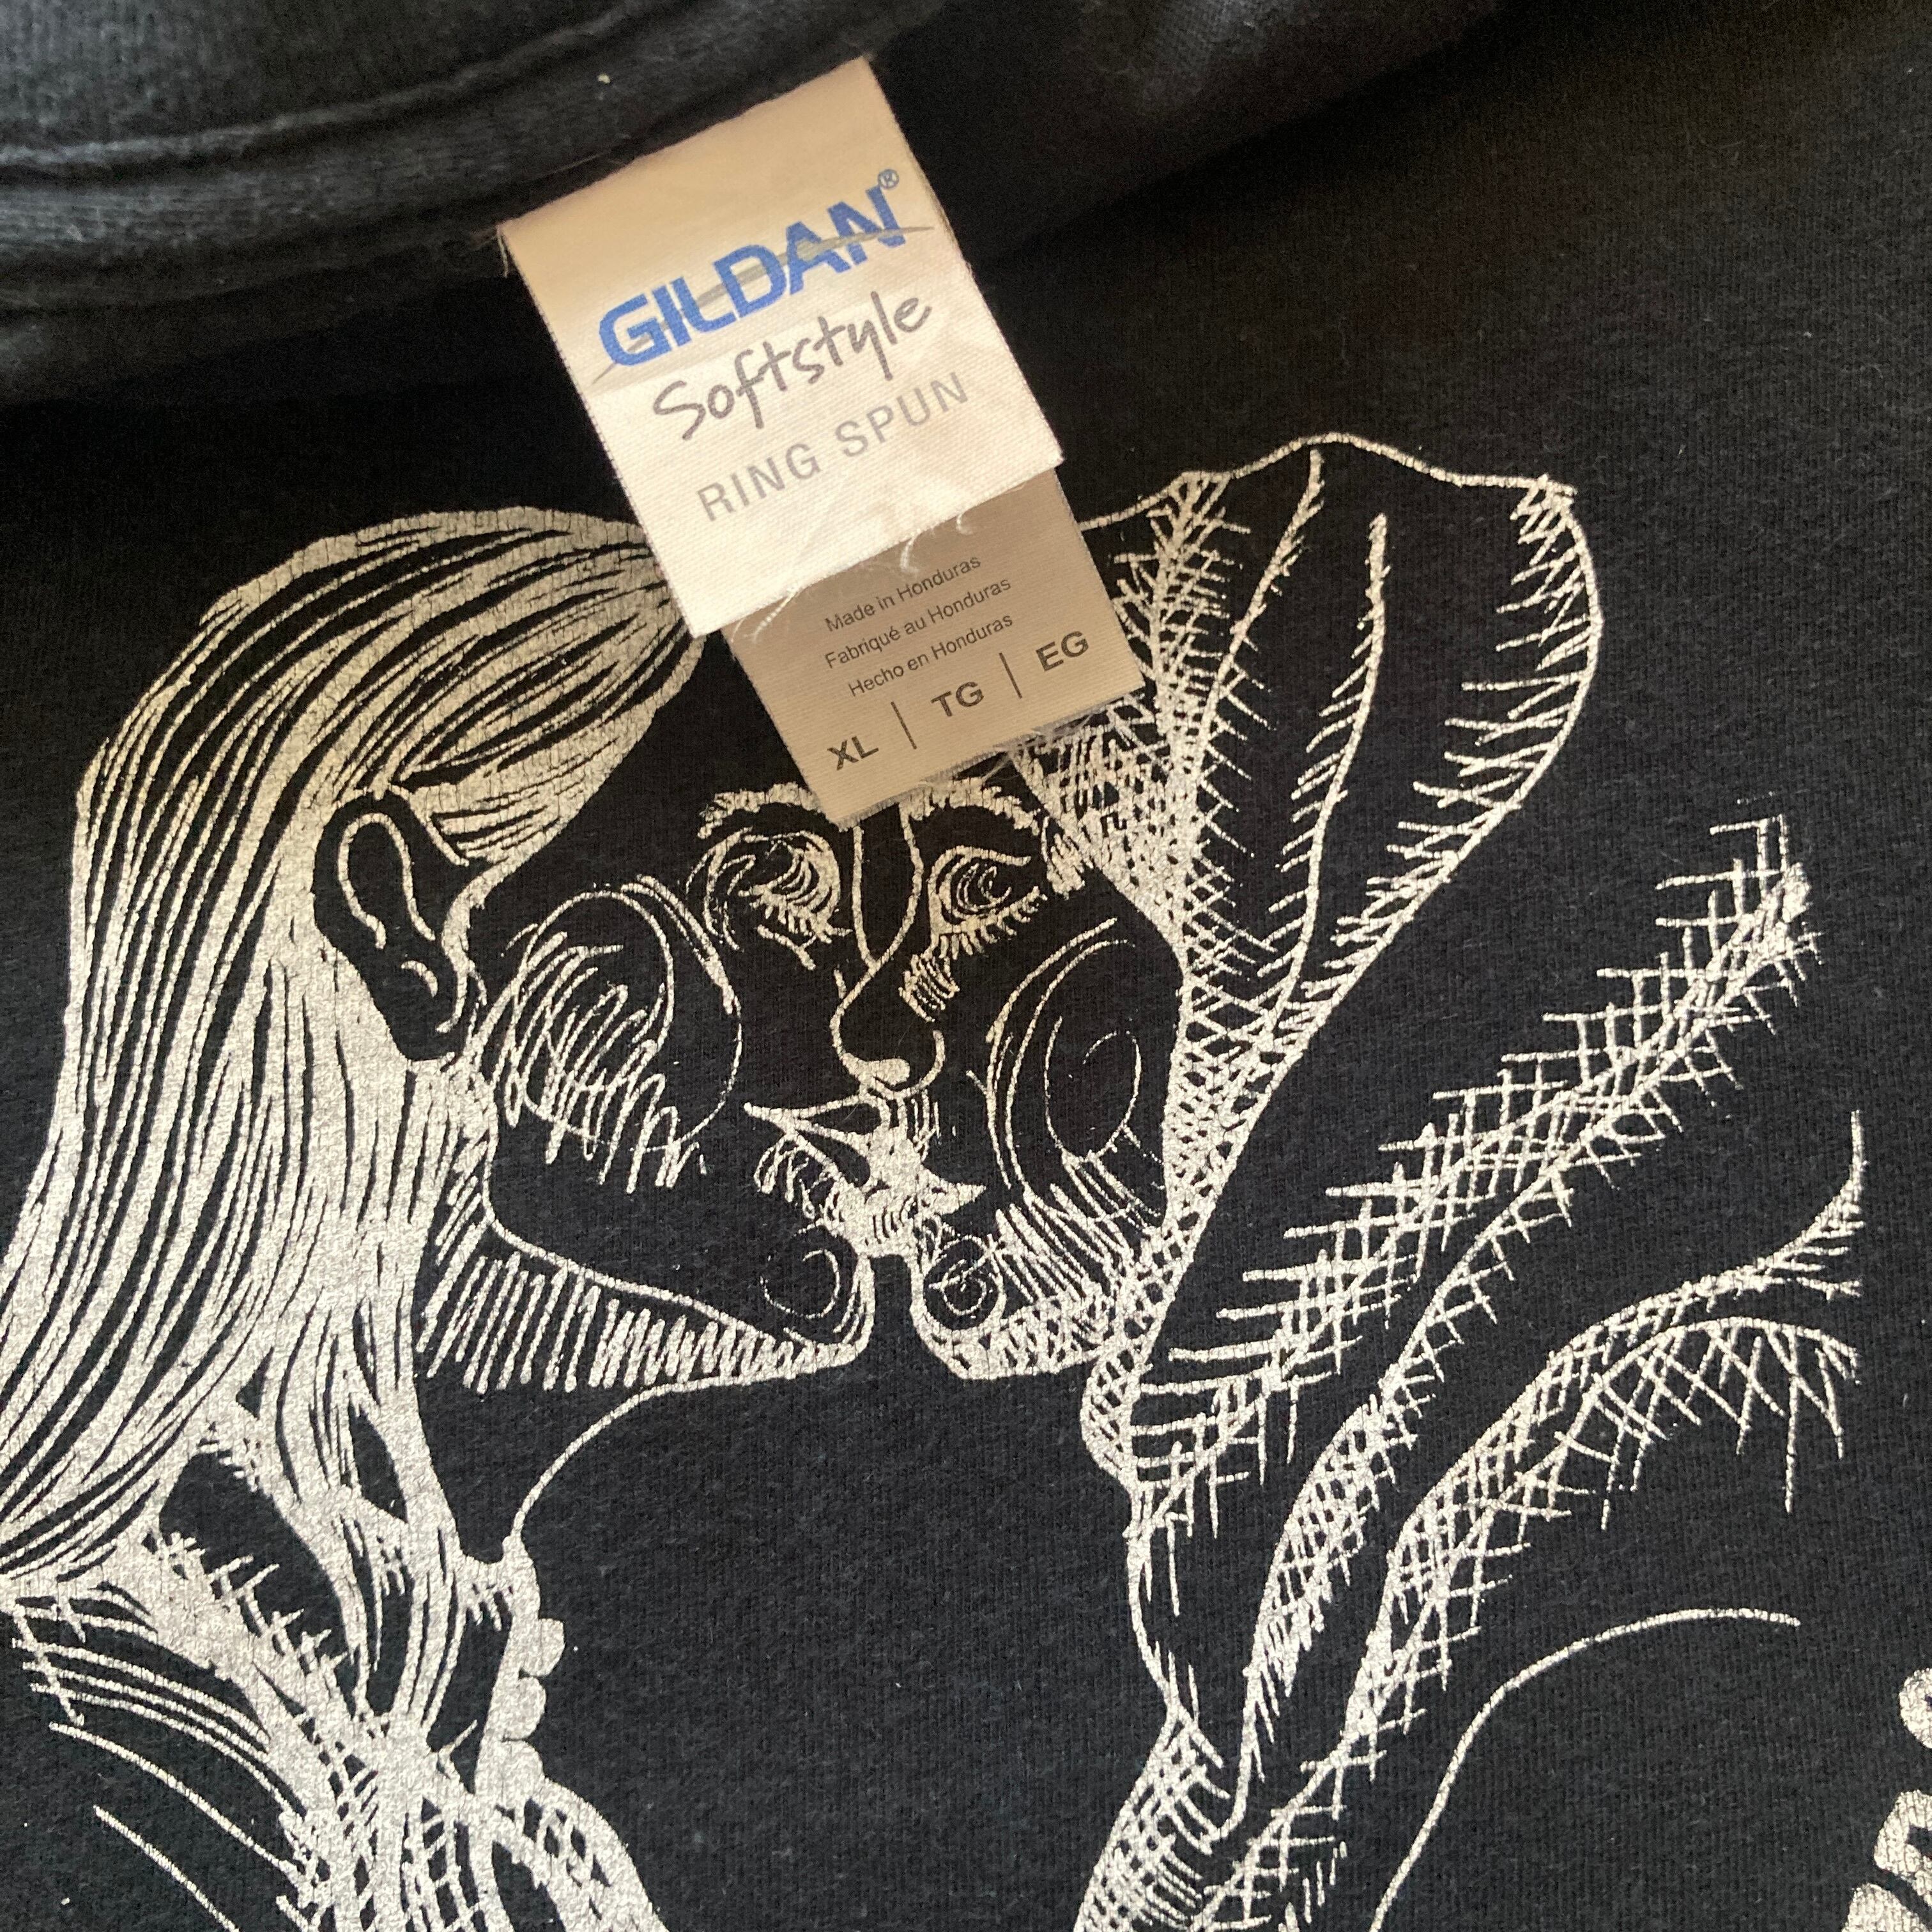 GILDAN®
Softstyle
RING SPUN
Made in Honduras
Fabriqué au Honduras
Hecho en Honduras
XL | TG | EG